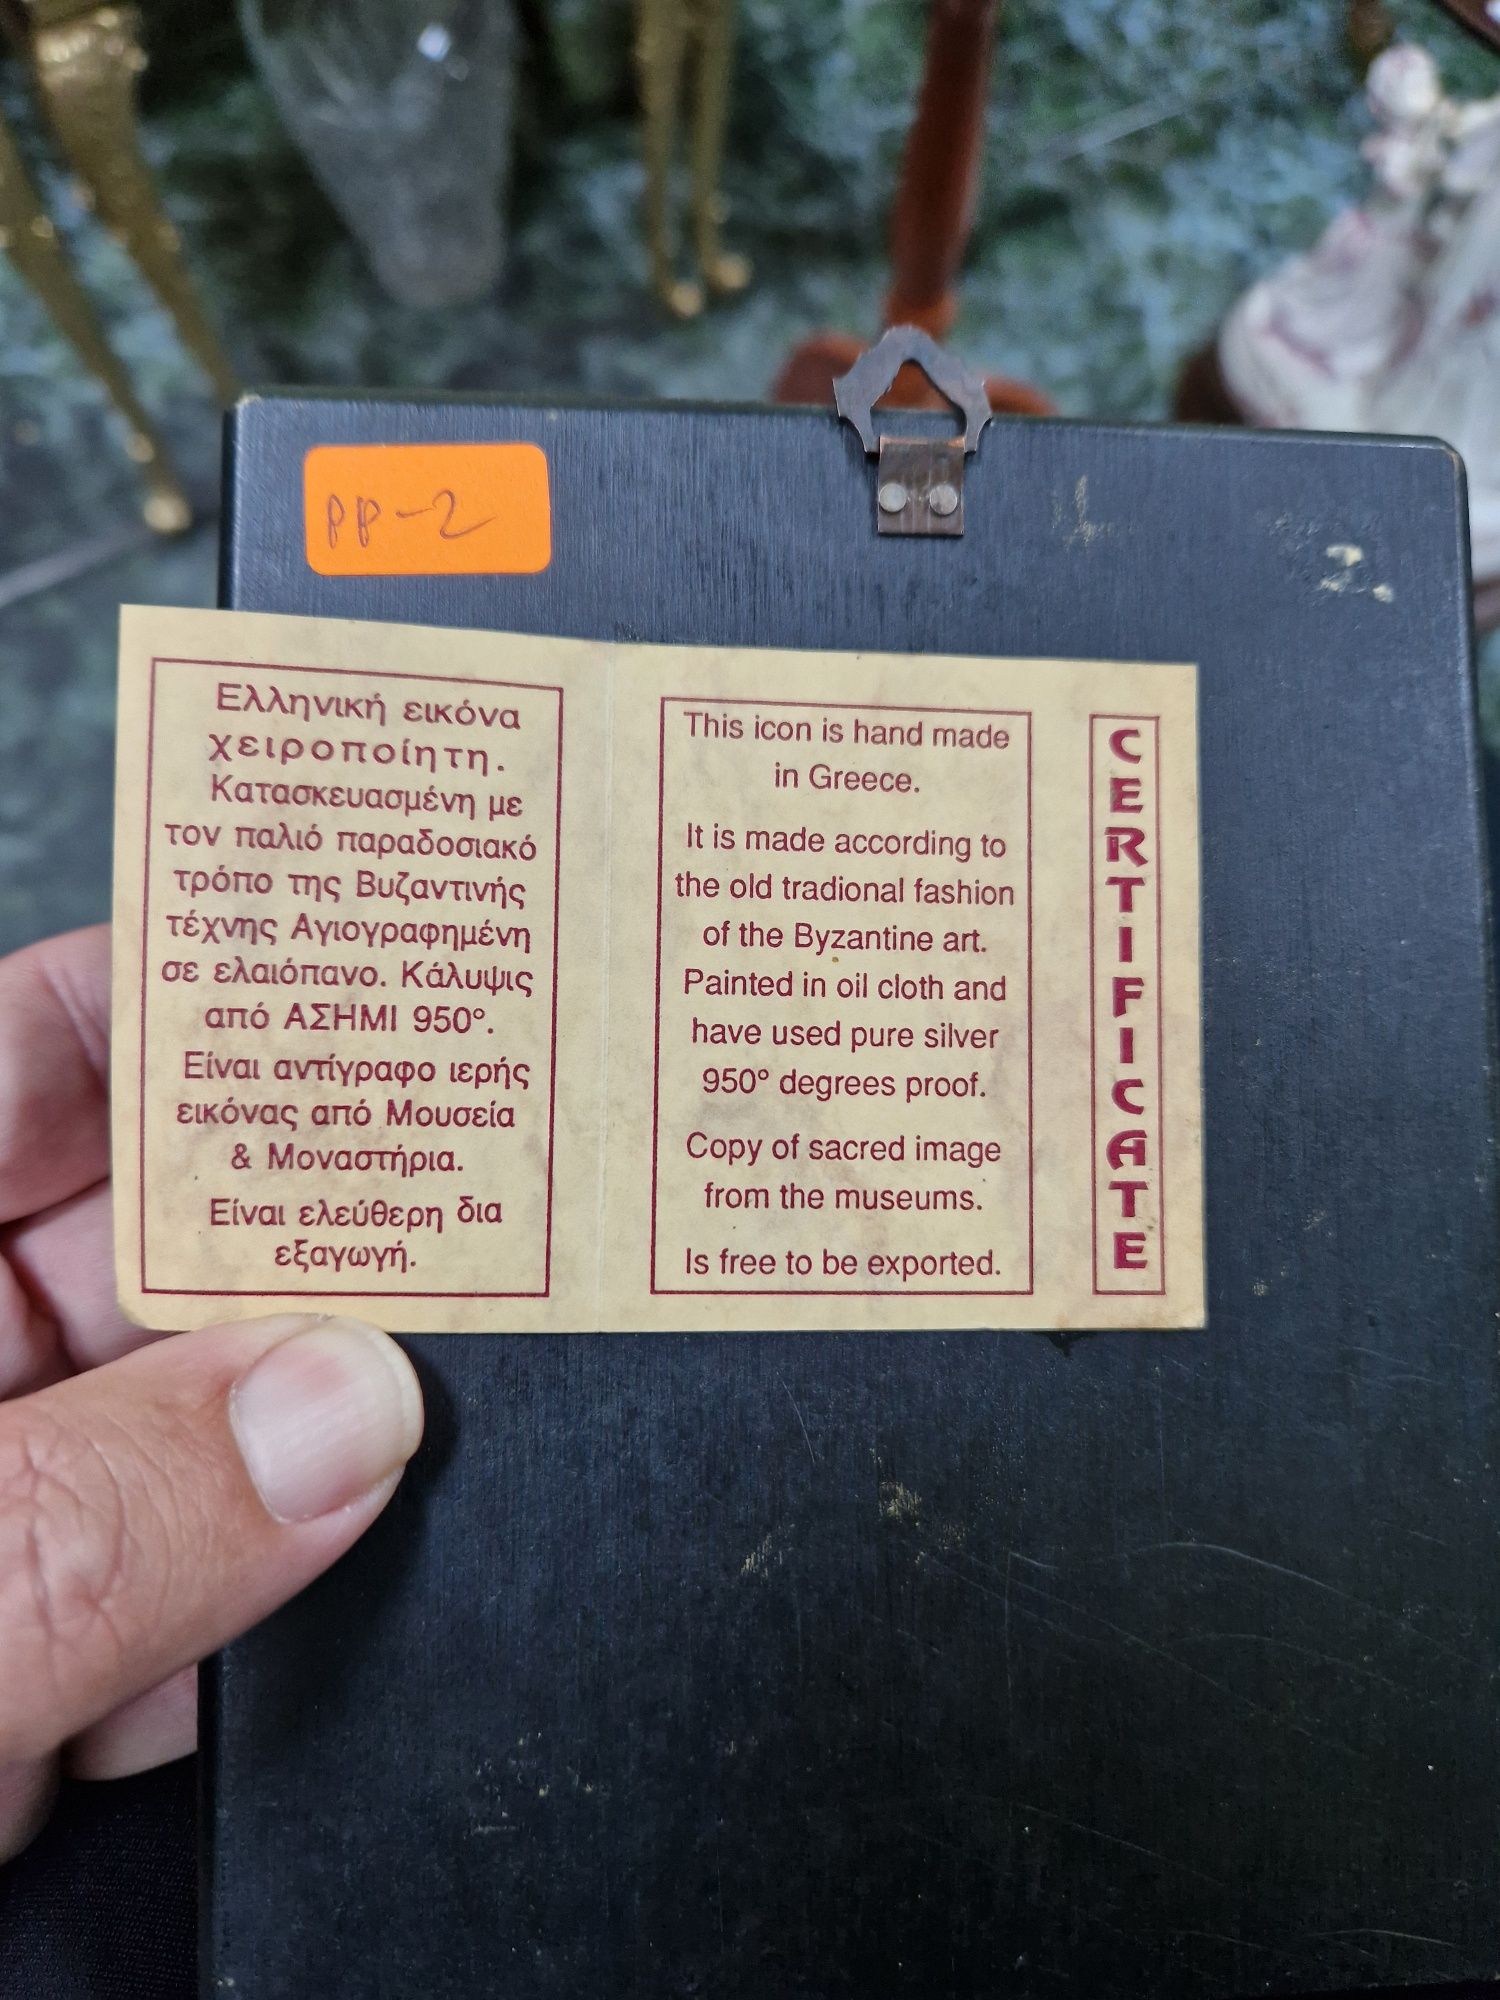 PP-2
Ελληνική εικόνα
χειροποίητη.
Κατασκευασμένη με
τον παλιό παραδοσιακό
τρόπο της Βυζαντινής
τέχνης Αγιογραφημένη
σε ελαιόπανο. Κάλυψις
από ΑΣΗΜΙ 950°.
Είναι αντίγραφο ιερής
εικόνας από Μουσεία
& Μοναστήρια.
Είναι ελεύθερη δια
εξαγωγή.
This icon is hand made
in Greece.
It is made according to
the old tradional fashion
of the Byzantine art.
Painted in oil cloth and
have used pure silver
950° degrees proof.
Copy of sacred image
from the museums.
Is free to be exported.
CERTIFICATE